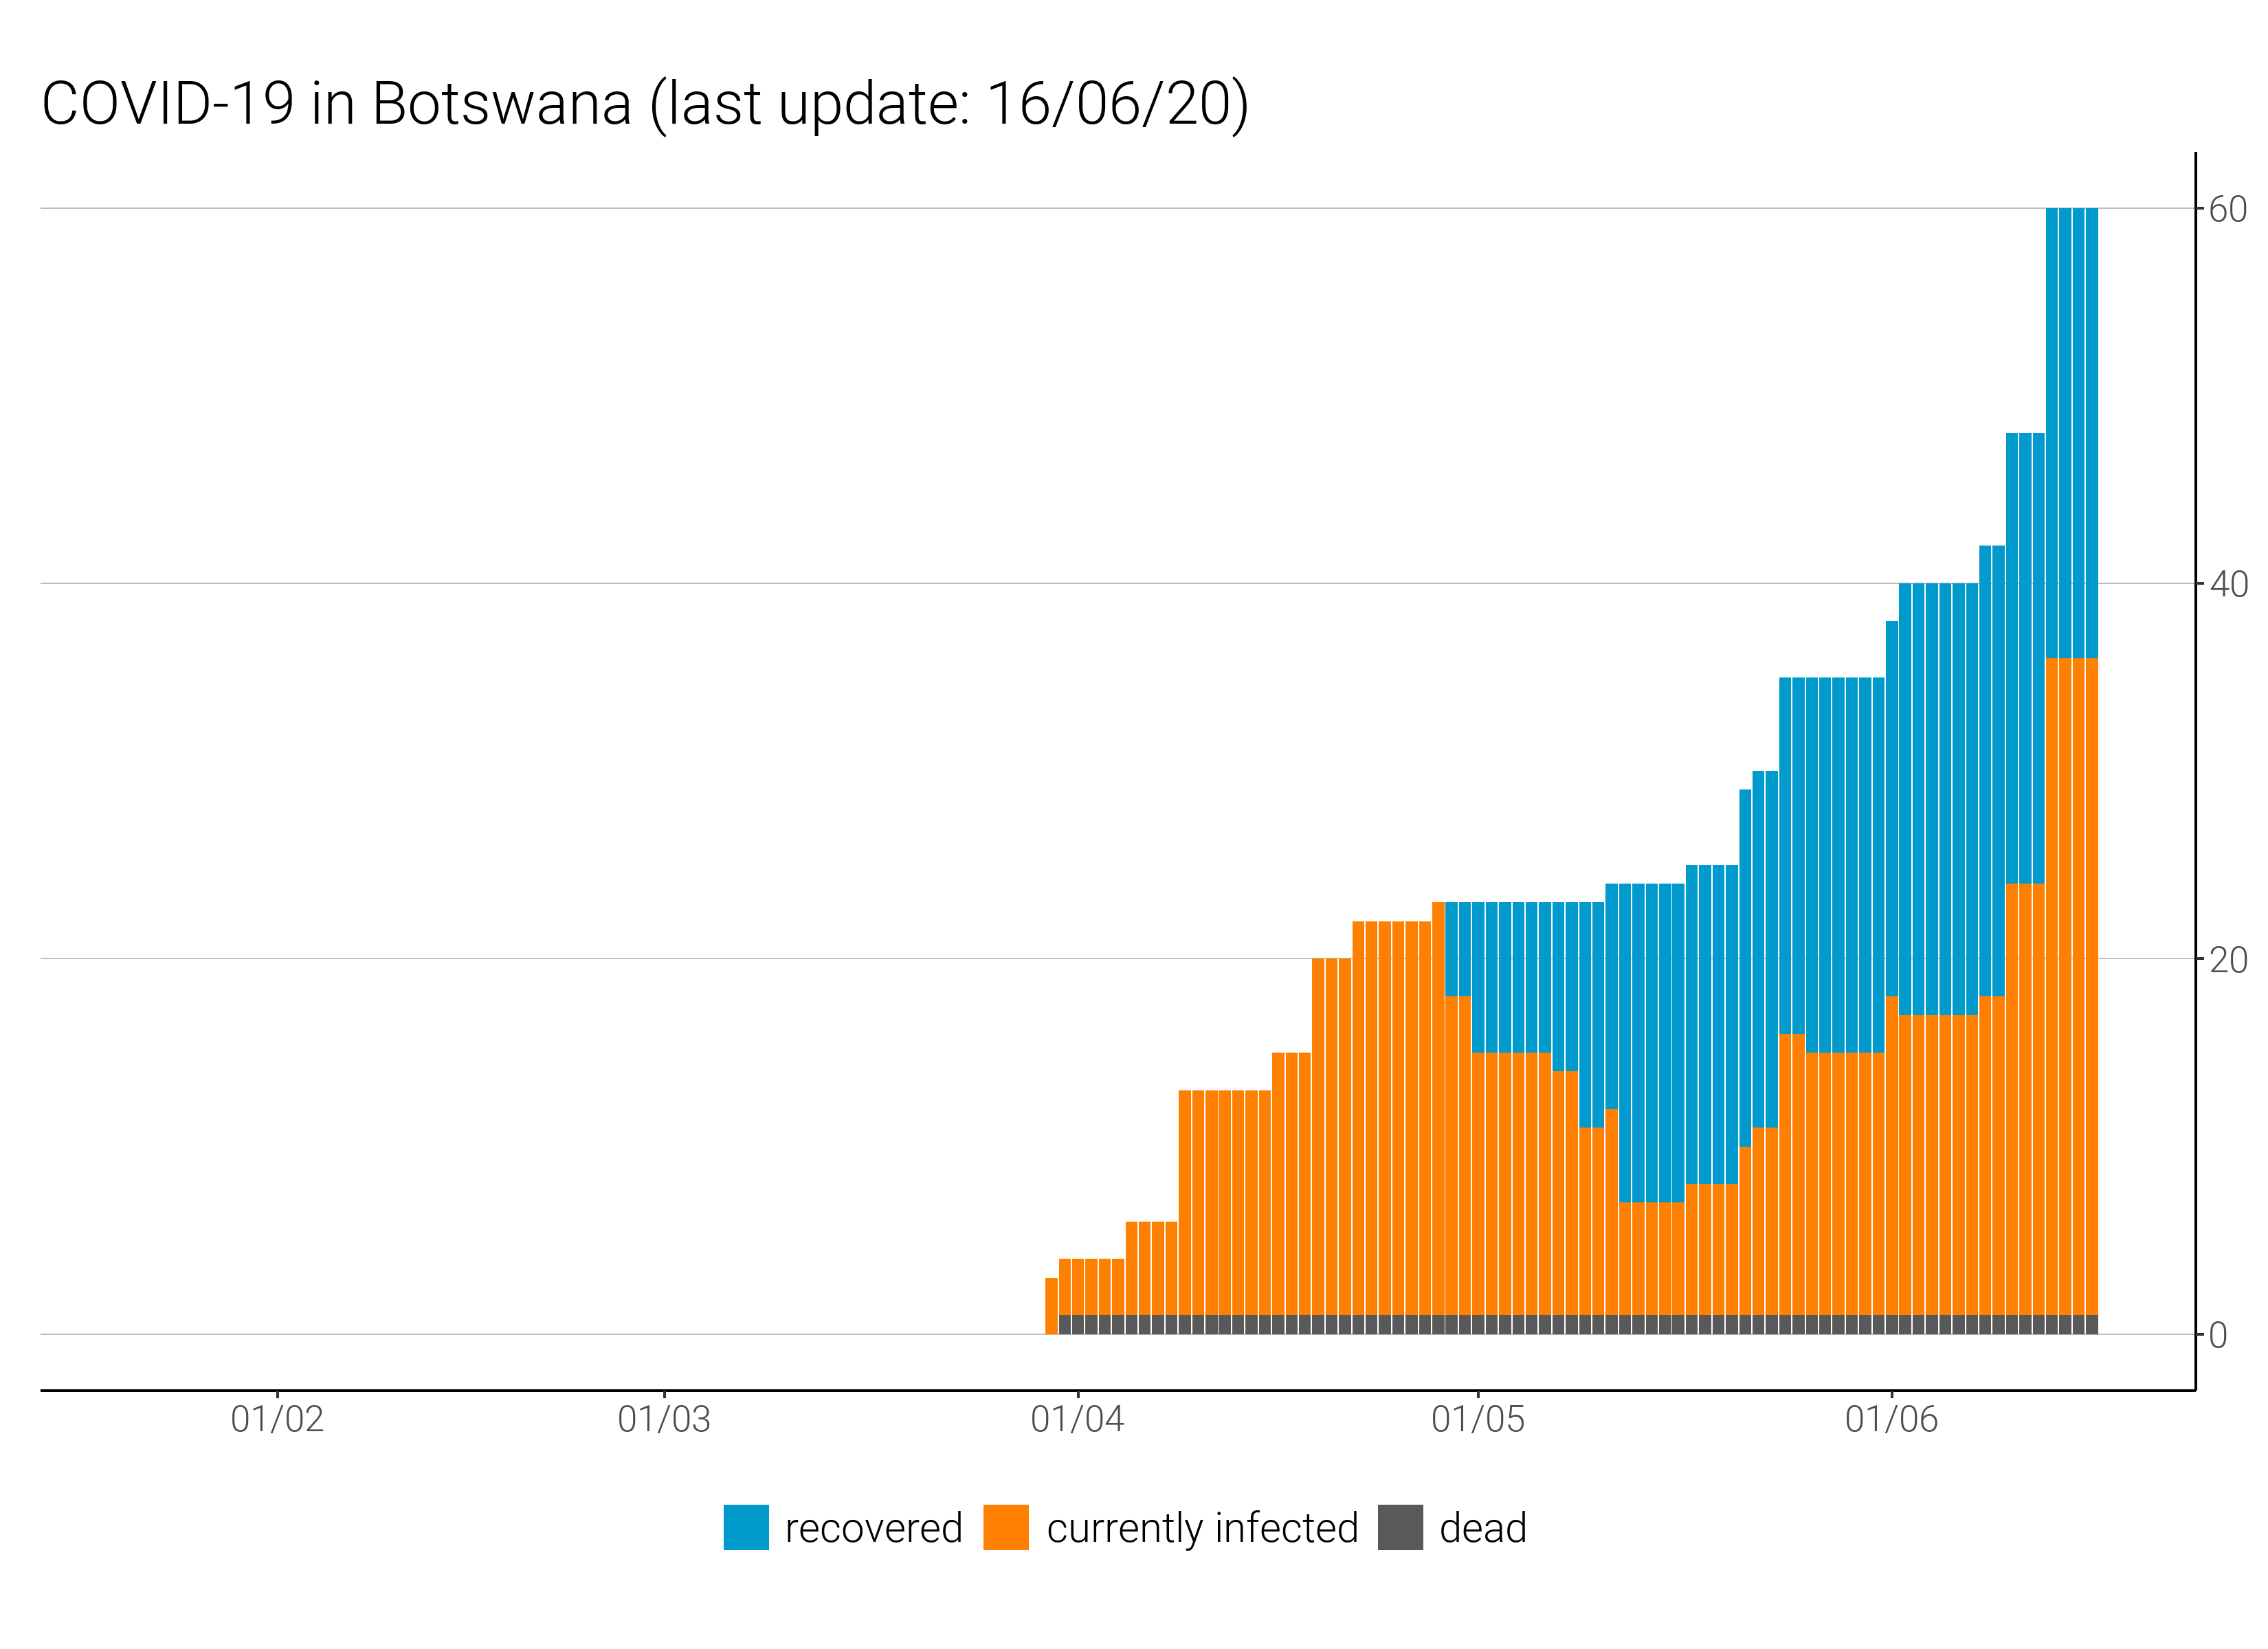 COVID-19 in Botswana (last update: 16/06/20)
60
40
20
0
01/02 01/03 01/04 01/05 01/06
recovered currently infected dead